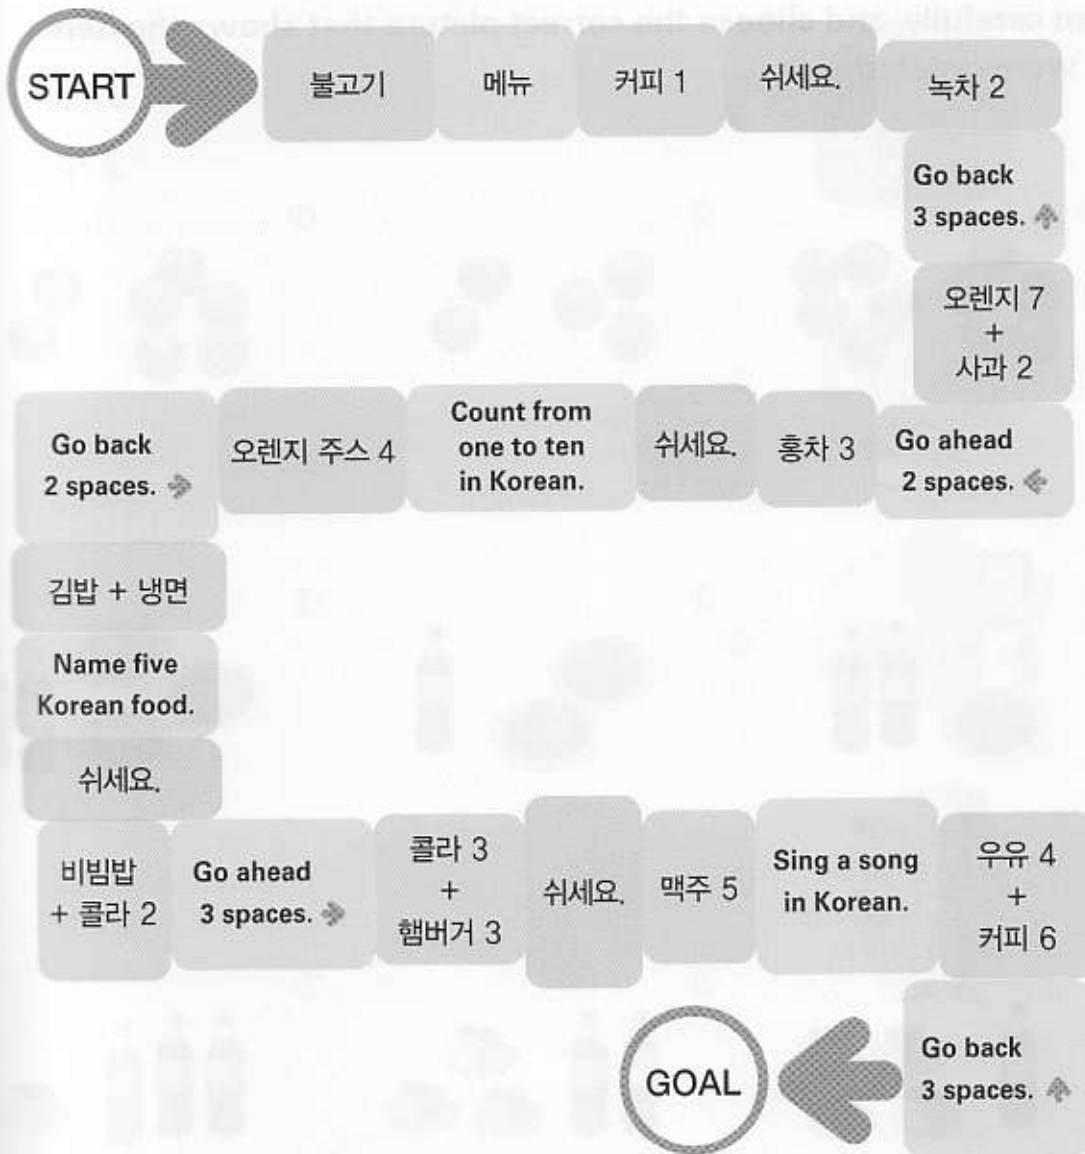 START
불고기
메뉴
커피 1
쉬세요.
녹차 2
Go back
3 spaces.
오렌지 7
+
사과 2
Go ahead
2 spaces.
홍차 3
쉬세요.
Count from
one to ten
in Korean.
오렌지 주스 4
Go back
2 spaces.
김밥 + 냉면
Name five
Korean food.
쉬세요.
비빔밥
+ 콜라 2
Go ahead
3 spaces.
콜라 3
+
햄버거 3
쉬세요.
맥주 5
Sing a song
in Korean.
우유 4
+
커피 6
Go back
3 spaces.
GOAL